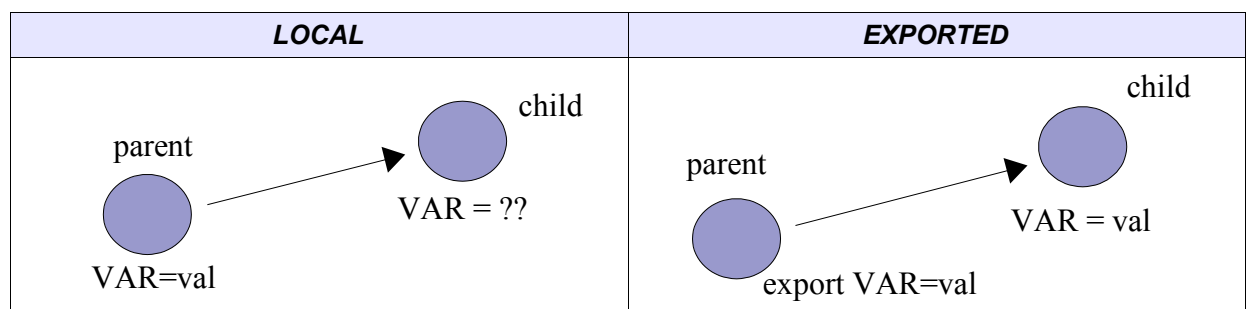 LOCAL
EXPORTED
child
parent
VAR = ??
VAR=val
child
parent
VAR = val
export VAR=val